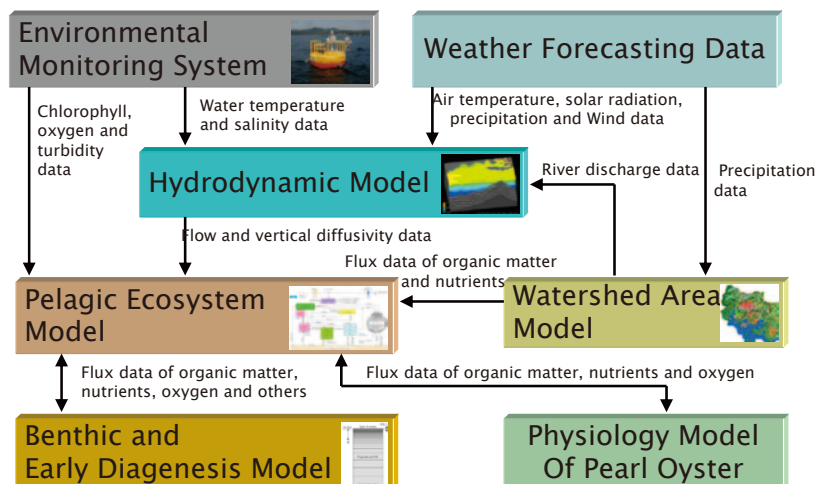 Environmental
Monitoring System
Weather Forecasting Data
Chlorophyll,
oxygen and
turbidity
data
Water temperature
and salinity data
Air temperature, solar radiation,
precipitation and Wind data
Hydrodynamic Model
River discharge data
Precipitation
data
Flow and vertical diffusivity data
Flux data of organic matter
and nutrients
Pelagic Ecosystem
Model
Watershed Area
Model
Flux data of organic matter,
nutrients, oxygen and others
Flux data of organic matter, nutrients and oxygen
Benthic and
Early Diagenesis Model
Physiology Model
Of Pearl Oyster